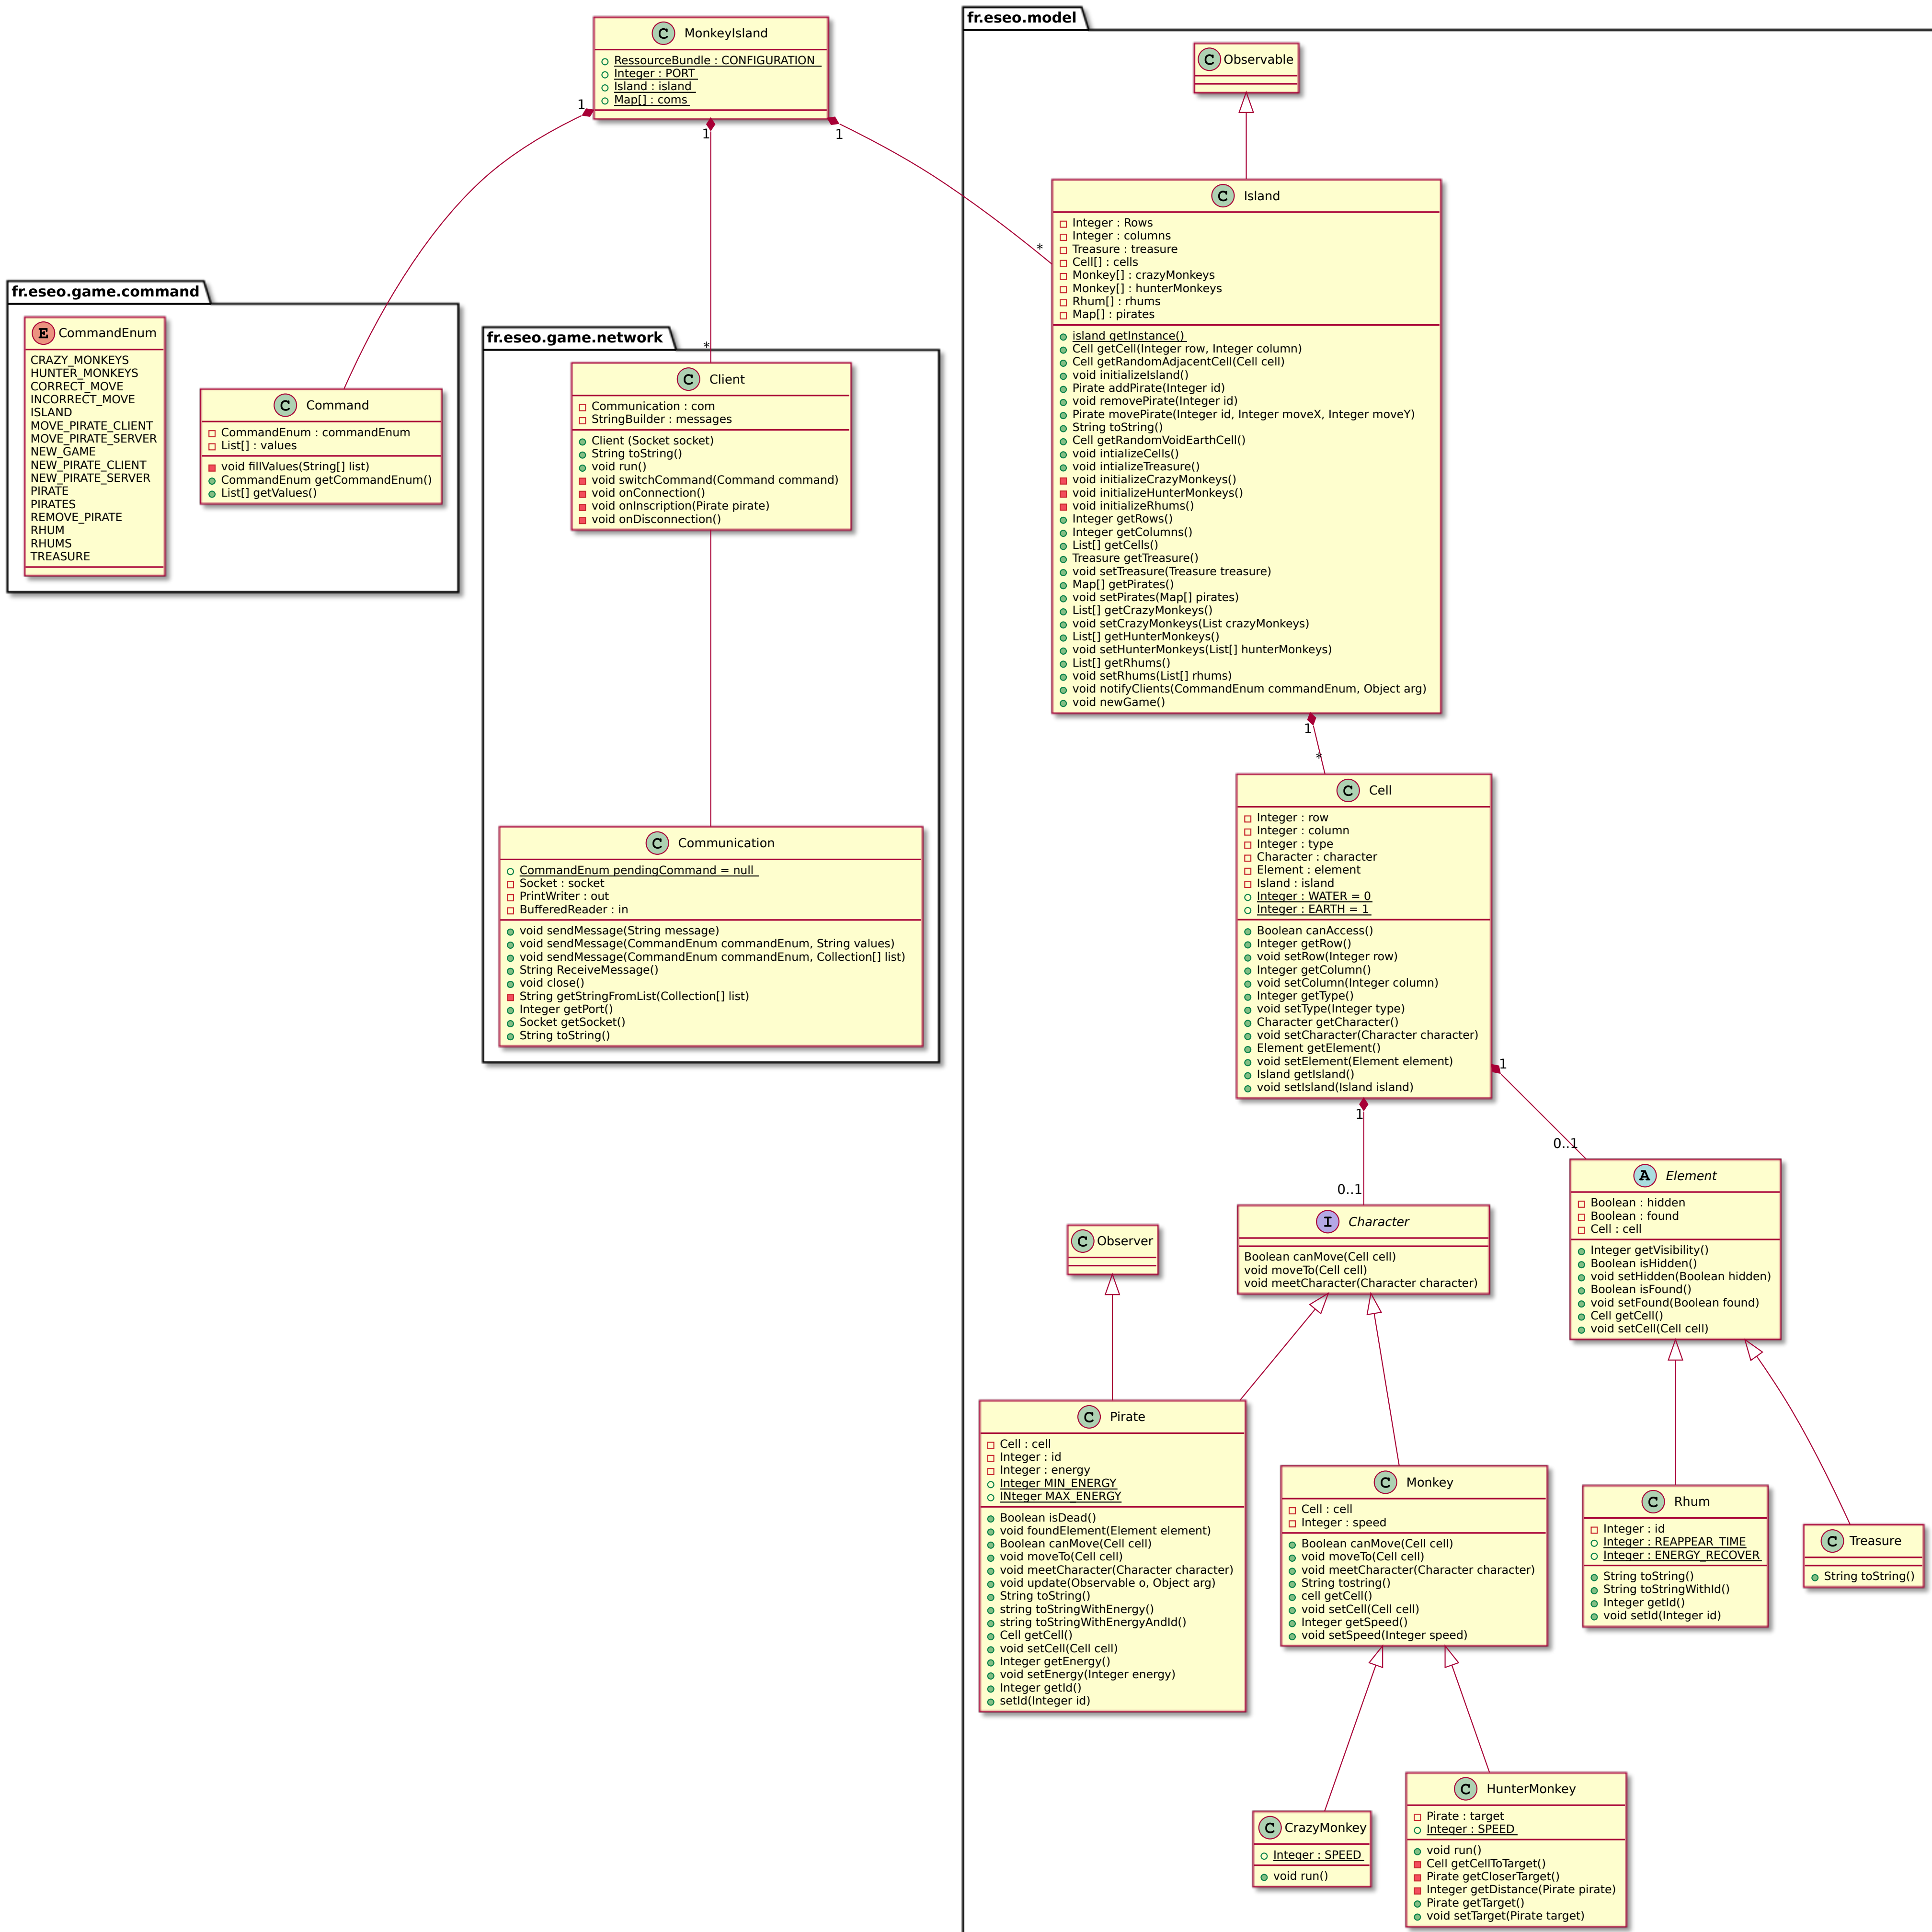 MonkeyIsland
RessourceBundle : CONFIGURATION
Integer : PORT
Island : island
Map[] : coms
1
1
1
*
*
fr.eseo.game.command
CommandEnum
CRAZY_MONKEYS
HUNTER_MONKEYS
CORRECT_MOVE
INCORRECT_MOVE
ISLAND
MOVE_PIRATE_CLIENT
MOVE_PIRATE_SERVER
NEW_GAME
NEW_PIRATE_CLIENT
NEW_PIRATE_SERVER
PIRATE
PIRATES
REMOVE_PIRATE
RHUM
RHUMS
TREASURE
Command
CommandEnum : commandEnum
List[] : values
void fillValues(String[] list)
CommandEnum getCommandEnum()
List[] getValues()
fr.eseo.game.network
Client
Communication : com
StringBuilder : messages
Client (Socket socket)
String toString()
void run()
void switchCommand(Command command)
void onConnection()
void onInscription(Pirate pirate)
void onDisconnection()
Communication
CommandEnum pendingCommand = null
Socket : socket
PrintWriter : out
BufferedReader : in
void sendMessage(String message)
void sendMessage(CommandEnum commandEnum, String values)
void sendMessage(CommandEnum commandEnum, Collection[] list)
String ReceiveMessage()
void close()
String getStringFromList(Collection[] list)
Integer getPort()
Socket getSocket()
String toString()
fr.eseo.model
Observable
Island
Integer : Rows
Integer : columns
Treasure : treasure
Cell[] : cells
Monkey[] : crazyMonkeys
Monkey[] : hunterMonkeys
Rhum[] : rhums
Map[] : pirates
island getInstance()
Cell getCell(Integer row, Integer column)
Cell getRandomAdjacentCell(Cell cell)
void initializeIsland()
Pirate addPirate(Integer id)
void removePirate(Integer id)
Pirate movePirate(Integer id, Integer moveX, Integer moveY)
String toString()
Cell getRandomVoidEarthCell()
void intializeCells()
void intializeTreasure()
void initializeCrazyMonkeys()
void initializeHunterMonkeys()
void initializeRhums()
Integer getRows()
Integer getColumns()
List[] getCells()
Treasure getTreasure()
void setTreasure(Treasure treasure)
Map[] getPirates()
void setPirates(Map[] pirates)
List[] getCrazyMonkeys()
void setCrazyMonkeys(List crazyMonkeys)
List[] getHunterMonkeys()
void setHunterMonkeys(List[] hunterMonkeys)
List[] getRhums()
void setRhums(List[] rhums)
void notifyClients(CommandEnum commandEnum, Object arg)
void newGame()
1
*
Cell
Integer : row
Integer : column
Integer : type
Character : character
Element : element
Island : island
Integer : WATER = 0
Integer : EARTH = 1
Boolean canAccess()
Integer getRow()
void setRow(Integer row)
Integer getColumn()
void setColumn(Integer column)
Integer getType()
void setType(Integer type)
Character getCharacter()
void setCharacter(Character character)
Element getElement()
void setElement(Element element)
Island getIsland()
void setIsland(Island island)
1
1
0..1
0..1
Element
Boolean : hidden
Boolean : found
Cell : cell
Integer getVisibility()
Boolean isHidden()
void setHidden(Boolean hidden)
Boolean isFound()
void setFound(Boolean found)
Cell getCell()
void setCell(Cell cell)
Character
Boolean canMove(Cell cell)
void moveTo(Cell cell)
void meetCharacter(Character character)
Observer
Pirate
Cell : cell
Integer : id
Integer : energy
Integer MIN_ENERGY
INteger MAX_ENERGY
Boolean isDead()
void foundElement(Element element)
Boolean canMove(Cell cell)
void moveTo(Cell cell)
void meetCharacter(Character character)
void update(Observable o, Object arg)
String toString()
string toStringWithEnergy()
string toStringWithEnergyAndId()
Cell getCell()
void setCell(Cell cell)
Integer getEnergy()
void setEnergy(Integer energy)
Integer getId()
setId(Integer id)
Monkey
Cell : cell
Integer : speed
Boolean canMove(Cell cell)
void moveTo(Cell cell)
void meetCharacter(Character character)
String tostring()
cell getCell()
void setCell(Cell cell)
Integer getSpeed()
void setSpeed(Integer speed)
Rhum
Integer : id
Integer : REAPPEAR_TIME
Integer : ENERGY_RECOVER
String toString()
String toStringWithId()
Integer getId()
void setId(Integer id)
Treasure
String toString()
CrazyMonkey
Integer : SPEED
void run()
HunterMonkey
Pirate : target
Integer : SPEED
void run()
Cell getCellToTarget()
Pirate getCloserTarget()
Integer getDistance(Pirate pirate)
Pirate getTarget()
void setTarget(Pirate target)